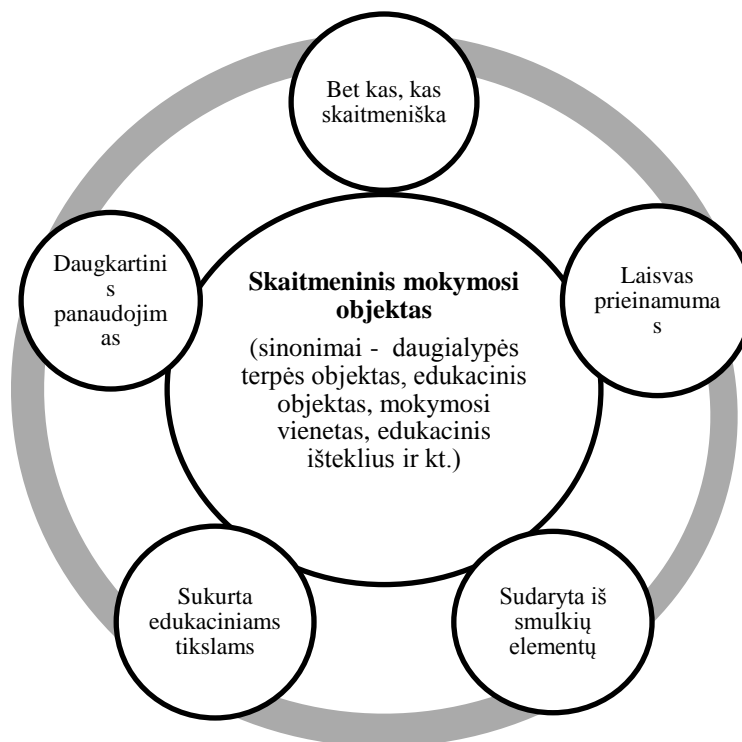 Bet kas, kas
skaitmeniška
Laisvas
prieinamuma
s
Sudaryta iš
smulkių
elementų
Sukurta
edukaciniams
tikslams
Daugkartini
s
panaudojim
as
Skaitmeninis mokymosi
objektas
(sinonimai - daugialypės
terpės objektas, edukacinis
objektas, mokymosi
vienetas, edukacinis
išteklius ir kt.)